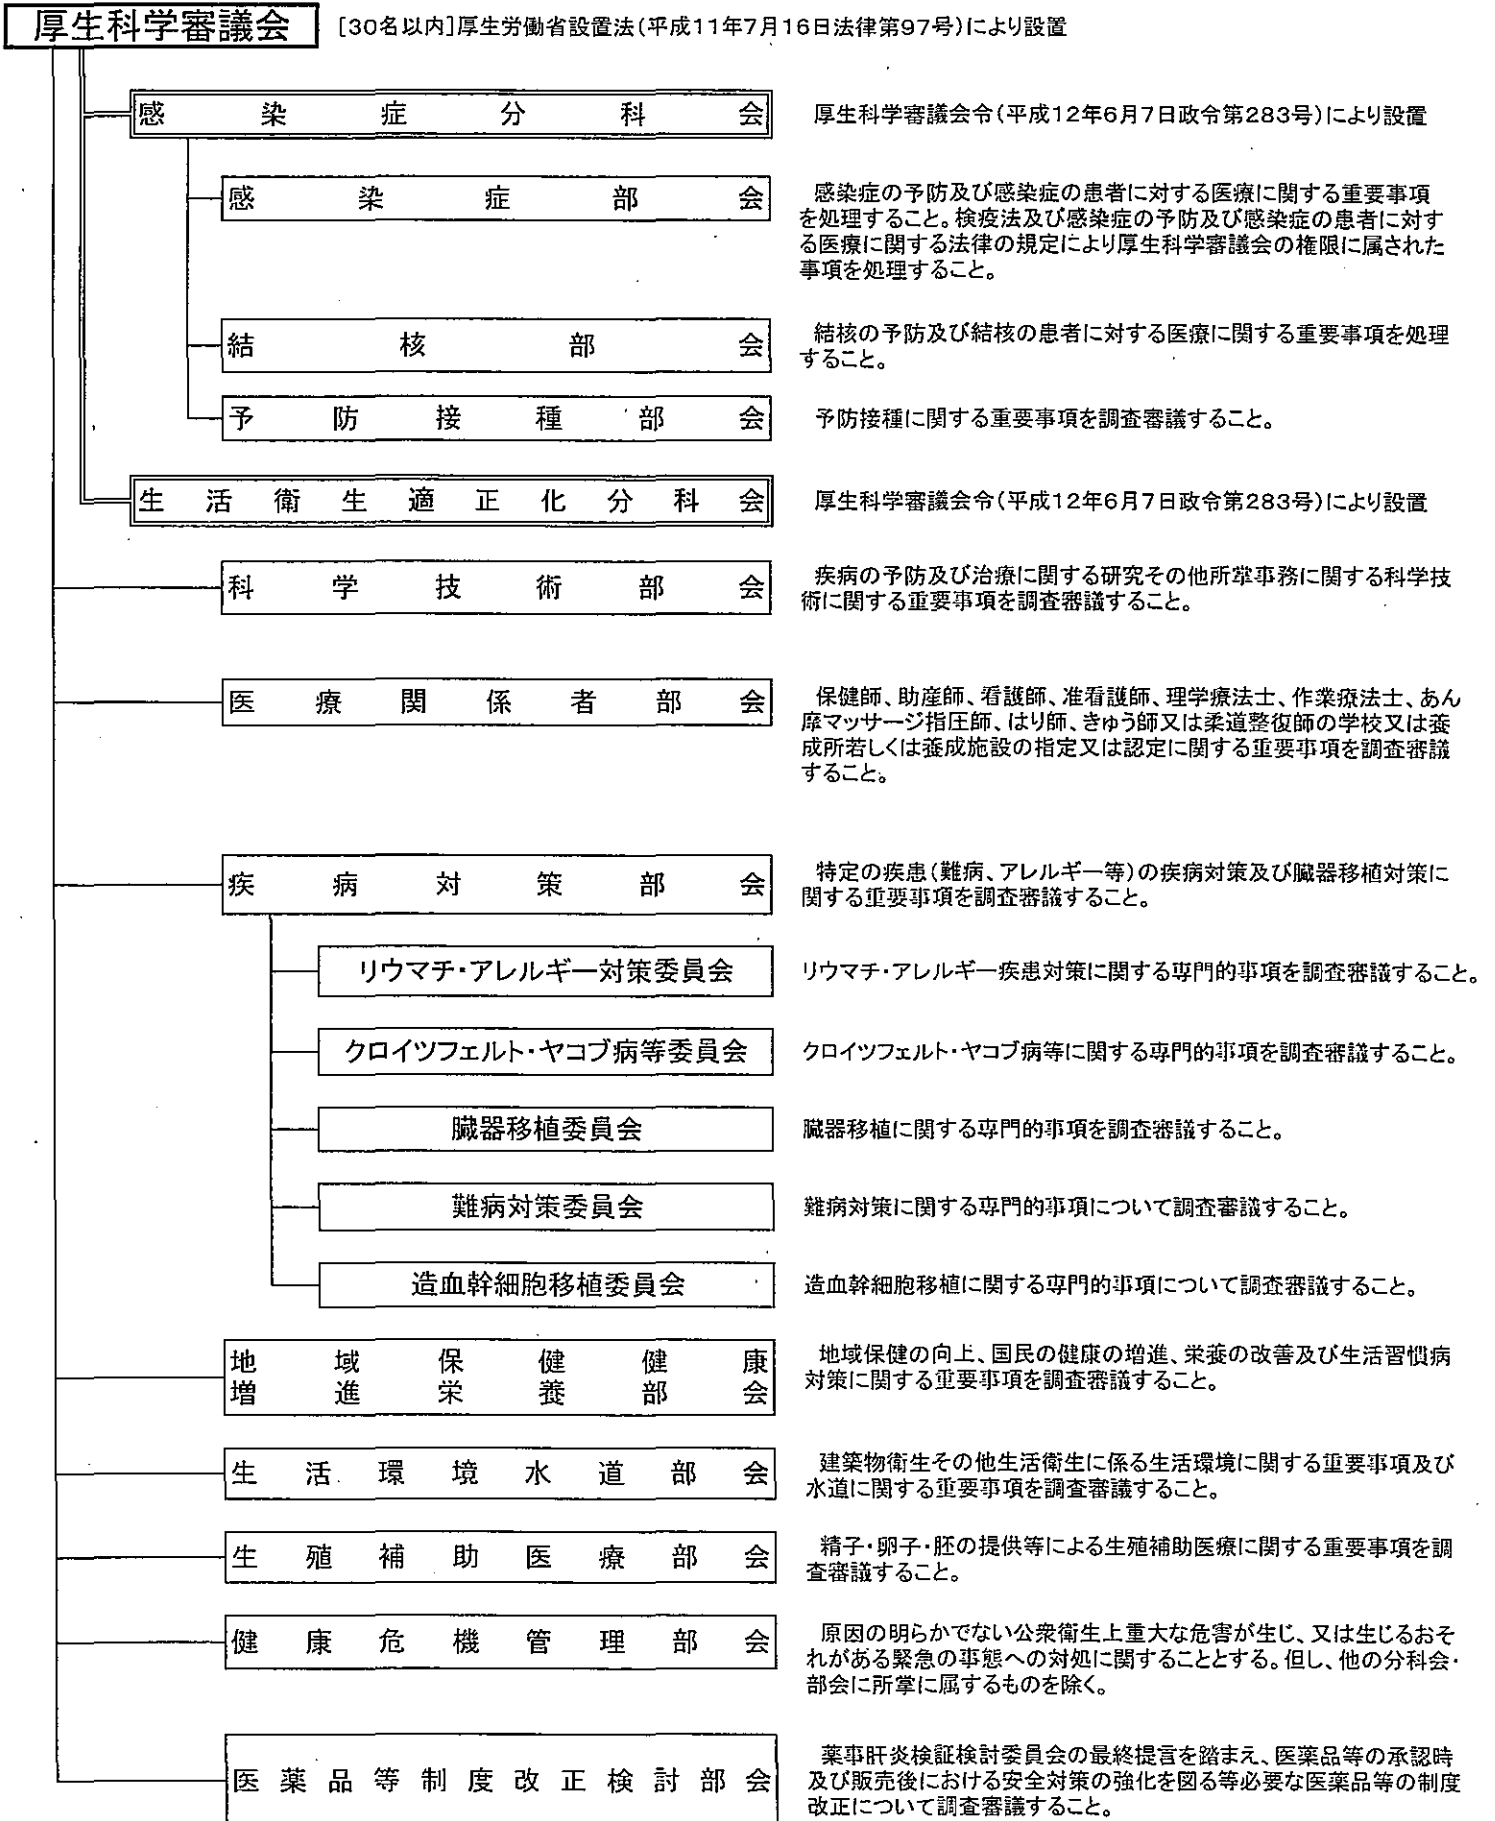 厚生科学審議会 [30名以内]厚生労働省設置法(平成11年7月16日法律第97号)により設置
感染症分科会 厚生科学審議会令(平成12年6月7日政令第283号)により設置
感染症部会 感染症の予防及び感染症の患者に対する医療に関する重要事項
を処理すること。検疫法及び感染症の予防及び感染症の患者に対す
る医療に関する法律の規定により厚生科学審議会の権限に属された
事項を処理すること。
結核部会 結核の予防及び結核の患者に対する医療に関する重要事項を処理
すること。
予防接種部会 予防接種に関する重要事項を調査審議すること。
生活衛生適正化分科会 厚生科学審議会令(平成12年6月7日政令第283号)により設置
科学技術部会 疾病の予防及び治療に関する研究その他所掌事務に関する科学技
術に関する重要事項を調査審議すること。
医療関係者部会 保健師、助産師、看護師、准看護師、理学療法士、作業療法士、あん
摩マッサージ指圧師、はり師、きゅう師又は柔道整復師の学校又は養
成所若しくは養成施設の指定又は認定に関する重要事項を調査審議
すること。
疾病対策部会 特定の疾患(難病、アレルギー等)の疾病対策及び臓器移植対策に
関する重要事項を調査審議すること。
リウマチ・アレルギー対策委員会 リウマチ・アレルギー疾患対策に関する専門的事項を調査審議すること。
クロイツフェルト・ヤコブ病等委員会 クロイツフェルト・ヤコブ病等に関する専門的事項を調査審議すること。
臓器移植委員会 臓器移植に関する専門的事項を調査審議すること。
難病対策委員会 難病対策に関する専門的事項について調査審議すること。
造血幹細胞移植委員会 造血幹細胞移植に関する専門的事項について調査審議すること。
地域保健健康 地域保健の向上、国民の健康の増進、栄養の改善及び生活習慣病
増進栄養部会 対策に関する重要事項を調査審議すること。
生活環境水道部会 建築物衛生その他生活衛生に係る生活環境に関する重要事項及び
水道に関する重要事項を調査審議すること。
生殖補助医療部会 精子・卵子・胚の提供等による生殖補助医療に関する重要事項を調
査審議すること。
健康危機管理部会 原因の明らかでない公衆衛生上重大な危害が生じ、又は生じるおそ
れがある緊急の事態への対処に関することとする。但し、他の分科会・
部会に所掌に属するものを除く。
医薬品等制度改正検討部会 薬事肝炎検証検討委員会の最終提言を踏まえ、医薬品等の承認時
及び販売後における安全対策の強化を図る等必要な医薬品等の制度
改正について調査審議すること。